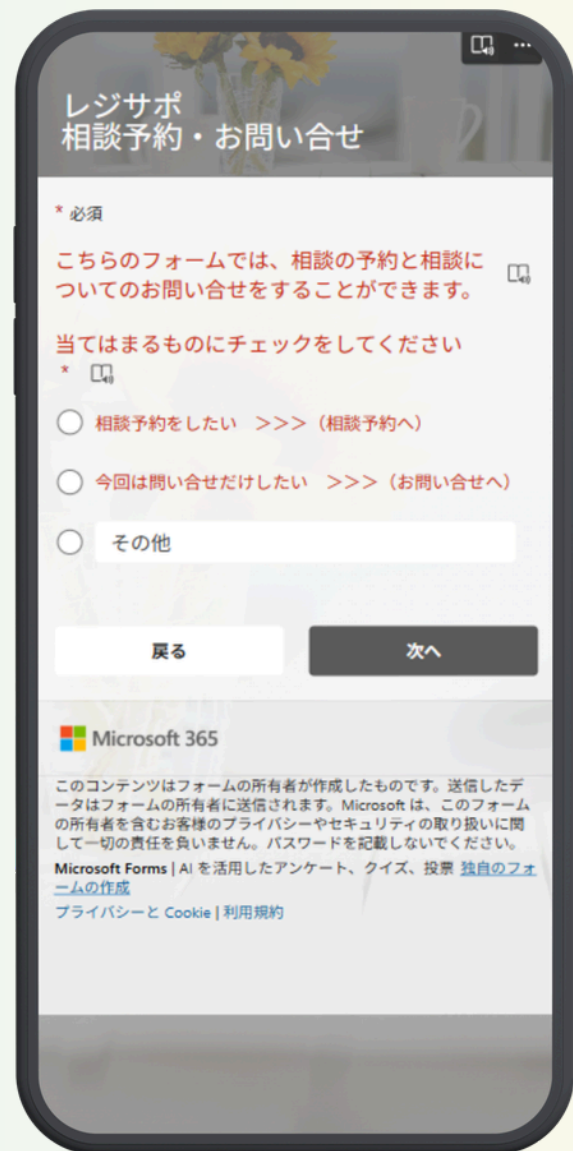 レジサポ
相談予約・お問い合せ
* 必須
こちらのフォームでは、相談の予約と相談に
ついてのお問い合せをすることができます。
当てはまるものにチェックをしてください
*
相談予約をしたい　>>>（相談予約へ）
今回は問い合せだけしたい　>>>（お問い合せへ）
その他
戻る
次へ
Microsoft 365
このコンテンツはフォームの所有者が作成したものです。送信したデ
ータはフォームの所有者に送信されます。Microsoft は、このフォーム
の所有者を含むお客様のプライバシーやセキュリティの取り扱いに関
して一切の責任を負いません。パスワードを記載しないでください。
Microsoft Forms | AI を活用したアンケート、クイズ、投票 独自のフォ
ームの作成
プライバシーと Cookie | 利用規約